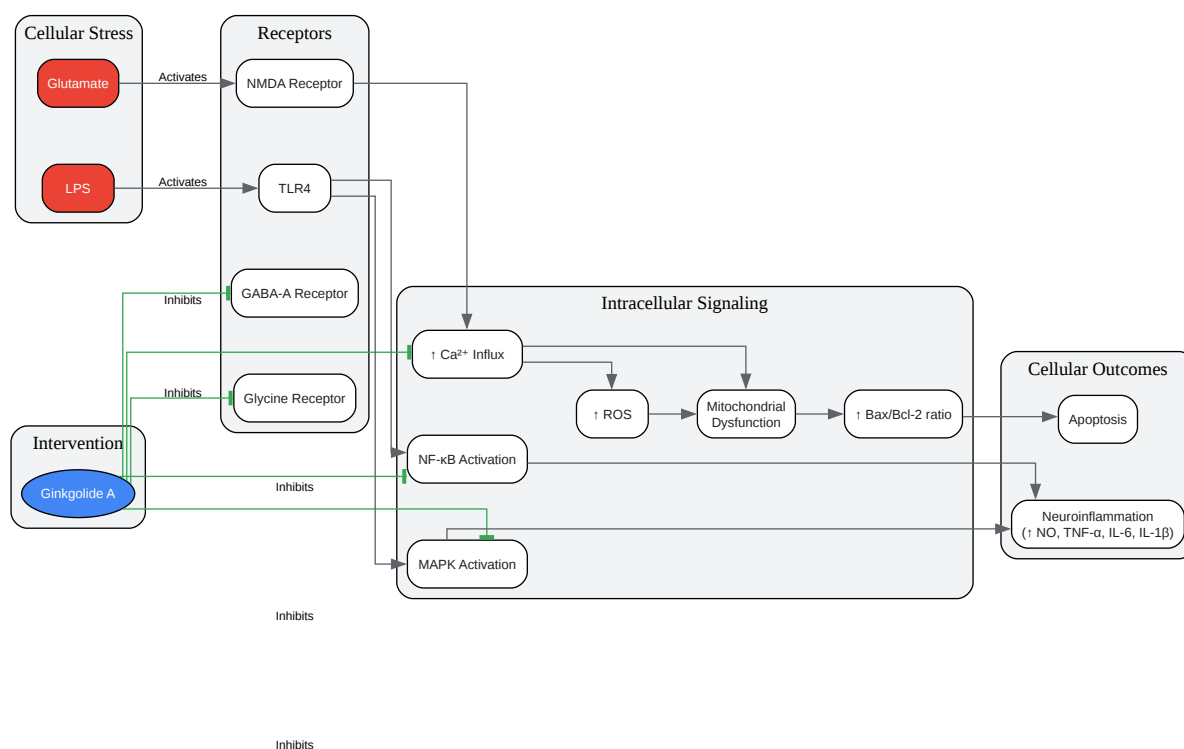 Cellular Stress
Glutamate
LPS
Activates
Activates
Receptors
NMDA Receptor
TLR4
GABA-A Receptor
Glycine Receptor
Inhibits
Inhibits
Intervention
Ginkgolide A
Inhibits
Inhibits
Inhibits
Intracellular Signaling
↑ Ca²⁺ Influx
↑ ROS
Mitochondrial
Dysfunction
↑ Bax/Bcl-2 ratio
NF-κB Activation
MAPK Activation
Cellular Outcomes
Apoptosis
Neuroinflammation
(↑ NO, TNF-α, IL-6, IL-1β)